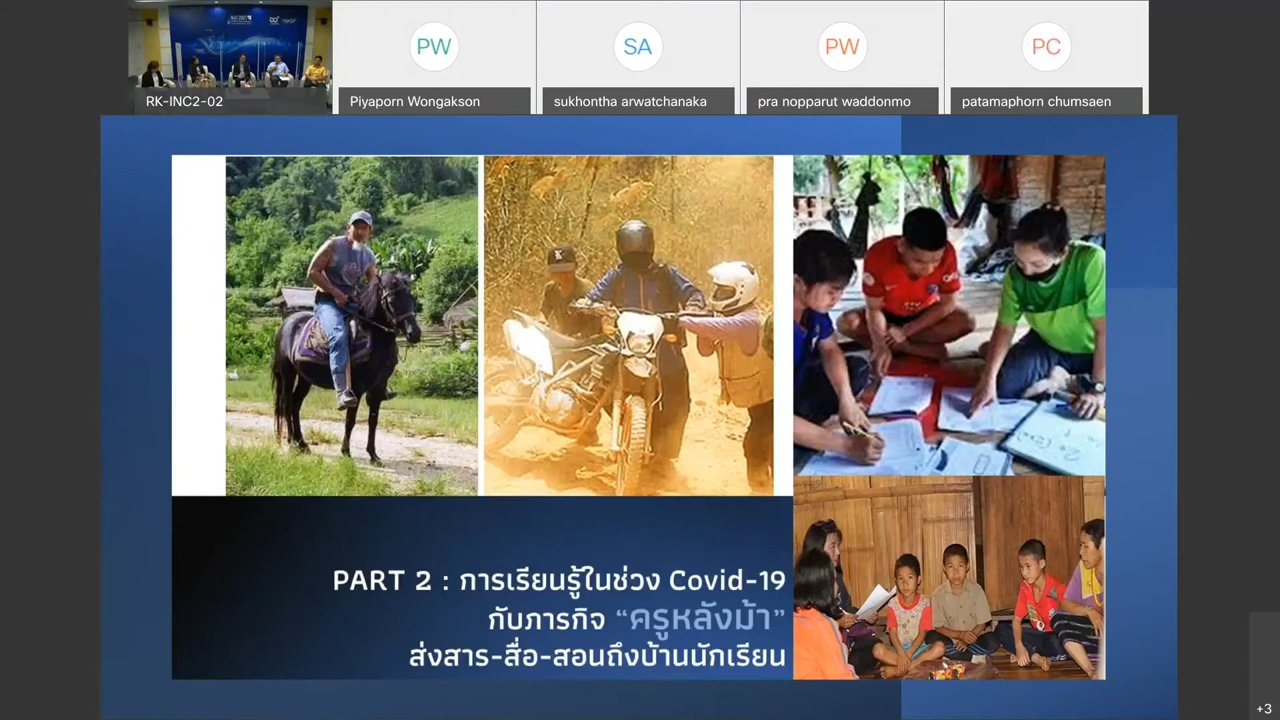 PW
SA
PW
PC
RK-INC2-02
Piyaporn Wongakson
sukhontha arwatchanaka
pra nopparut waddonmo
patamaphorn chumsaen
PART 2 : การเรียนรู้ในช่วง Covid-19
กับภารกิจ “ครูหลังม้า”
ส่งสาร-สื่อ-สอนถึงบ้านนักเรียน
+3